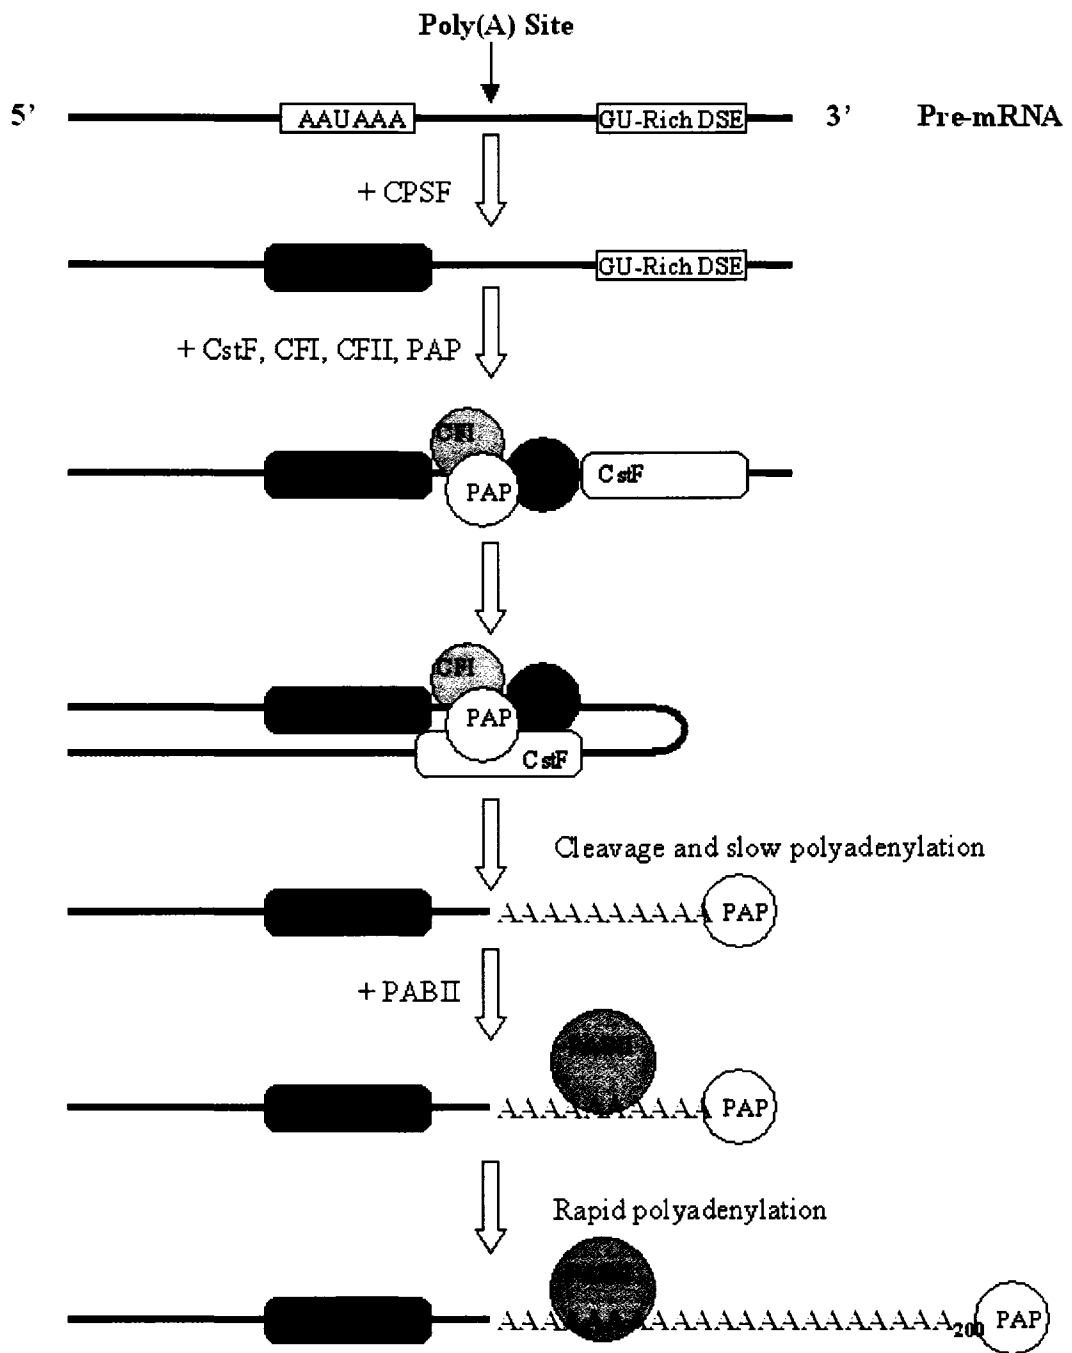 Poly(A) Site
5’ AAUAAA GU-Rich DSE 3’ Pre-mRNA
+ CPSF
GU-Rich DSE
+ CstF, CFI, CFII, PAP
CFI
PAP
CstF
CFI
PAP
CstF
Cleavage and slow polyadenylation
AAAAAAAAAA PAP
+ PABII
AAAAAAAAAA PAP
Rapid polyadenylation
AAAAAAAAAAAAAAAAAAAAA200 PAP